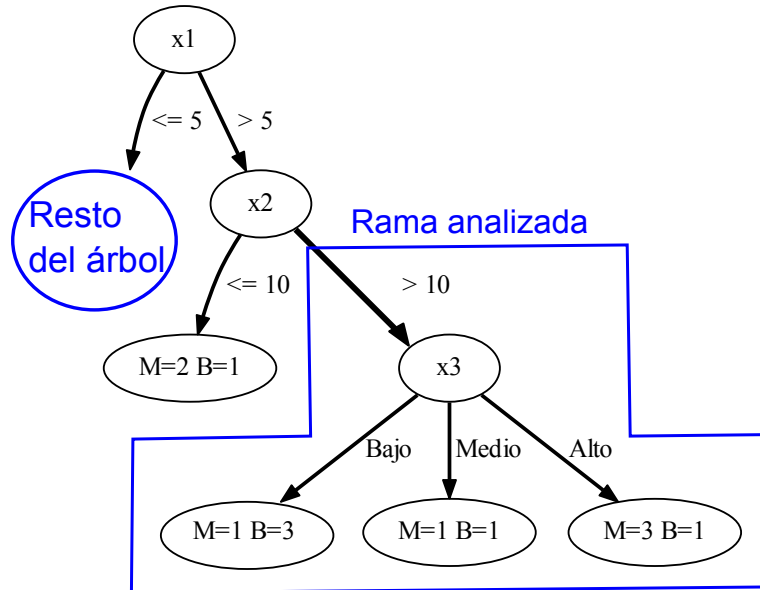 x1
<= 5
> 5
Resto
del árbol
x2
Rama analizada
<= 10
> 10
M=2 B=1
x3
Bajo
Medio
Alto
M=1 B=3
M=1 B=1
M=3 B=1